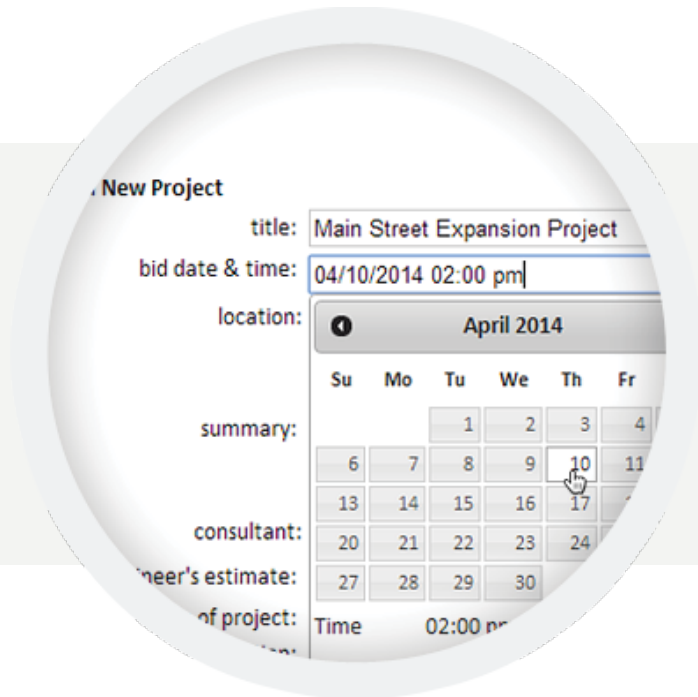 New Project
title: Main Street Expansion Project
bid date & time: 04/10/2014 02:00 pm
location:
April 2014
Su Mo Tu We Th Fr
summary:
1 2 3 4
6 7 8 9 10 11
13 14 15 16 17
consultant:
20 21 22 23 24
estimate:
27 28 29 30
of project:
Time 02:00